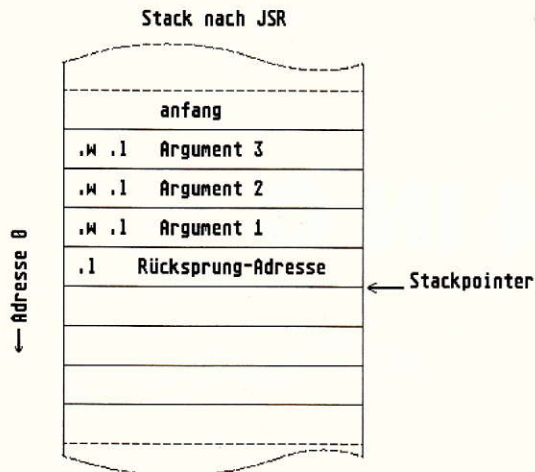 Stack nach JSR
anfang
.w .l Argument 3
.w .l Argument 2
.w .l Argument 1
.l Rücksprung-Adresse
Stackpointer
Adresse 0